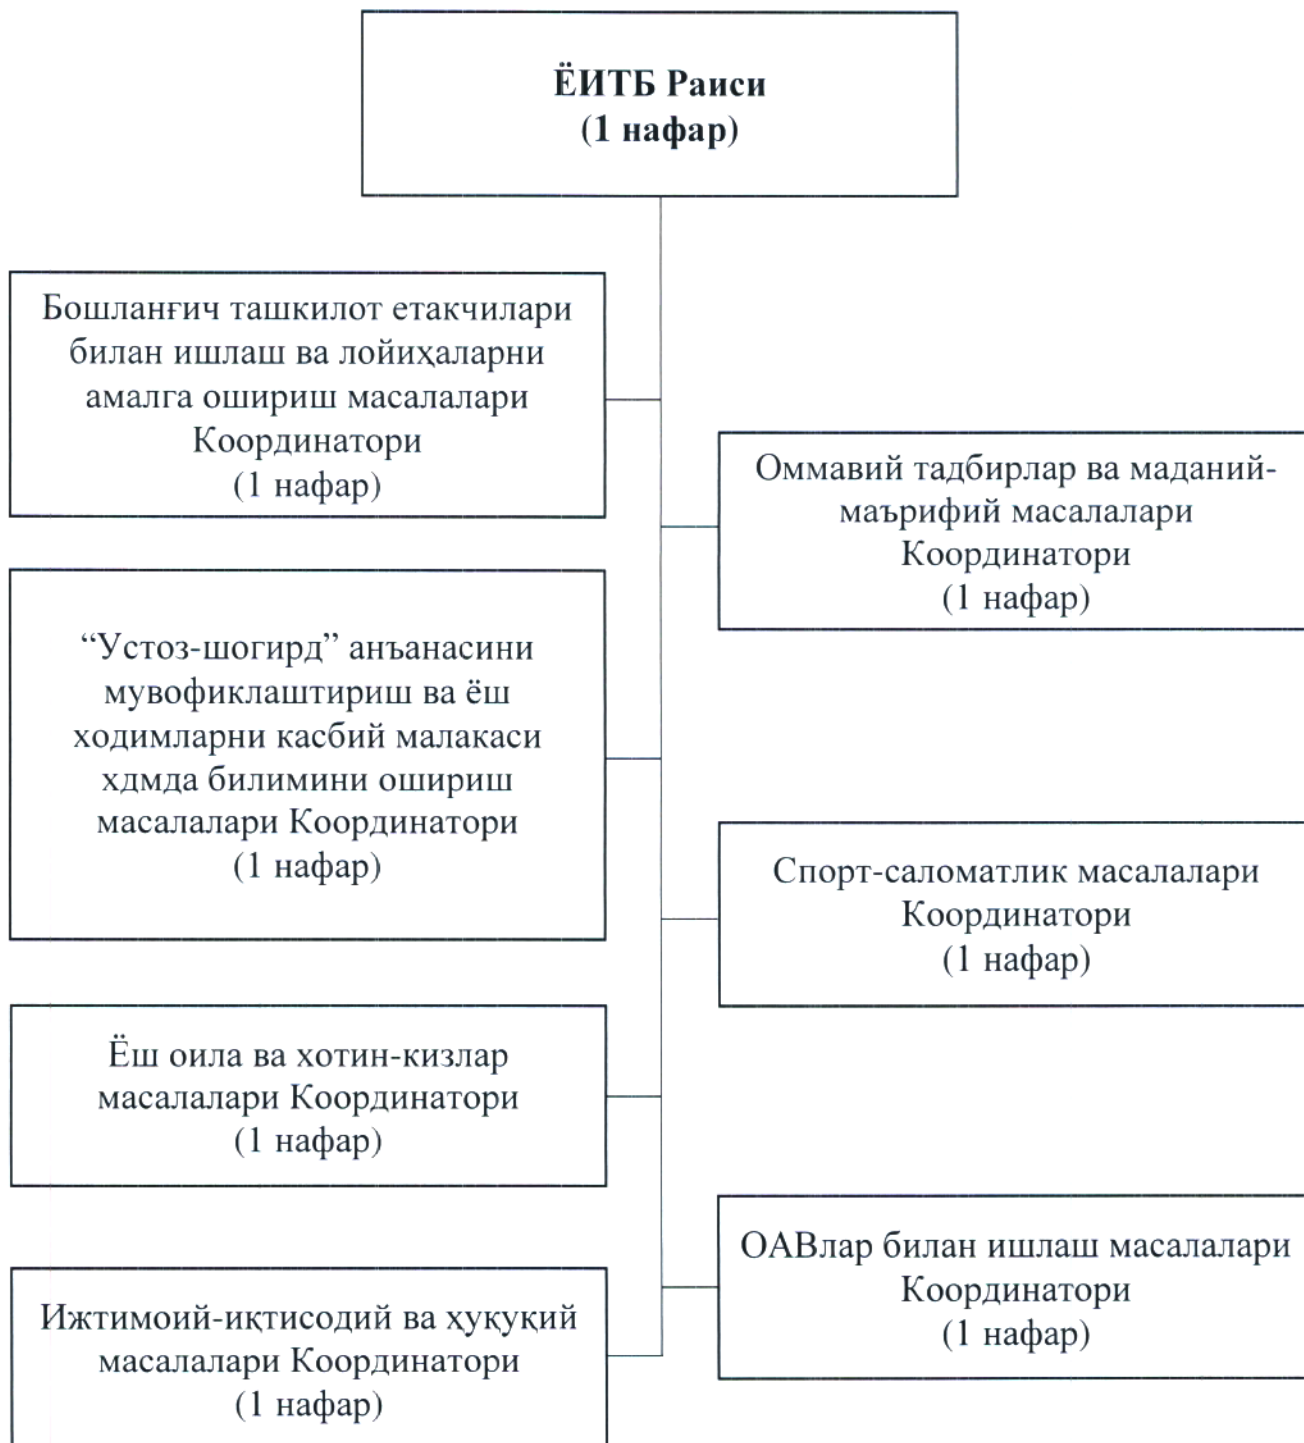 ЁИТБ Раиси
(1 нафар)
Бошланғич ташкилот етакчилари
билан ишлаш ва лойиҳаларни
амалга ошириш масалалари
Координатори
(1 нафар)
Оммавий тадбирлар ва маданий-
маърифий масалалари
Координатори
(1 нафар)
“Устоз-шогирд” анъанасини
мувофиклаштириш ва ёш
ходимларни касбий малакаси
хдмда билимини ошириш
масалалари Координатори
(1 нафар)
Спорт-саломатлик масалалари
Координатори
(1 нафар)
Ёш оила ва хотин-кизлар
масалалари Координатори
(1 нафар)
ОАВлар билан ишлаш масалалари
Координатори
(1 нафар)
Ижтимоий-иқтисодий ва ҳуқуқий
масалалари Координатори
(1 нафар)